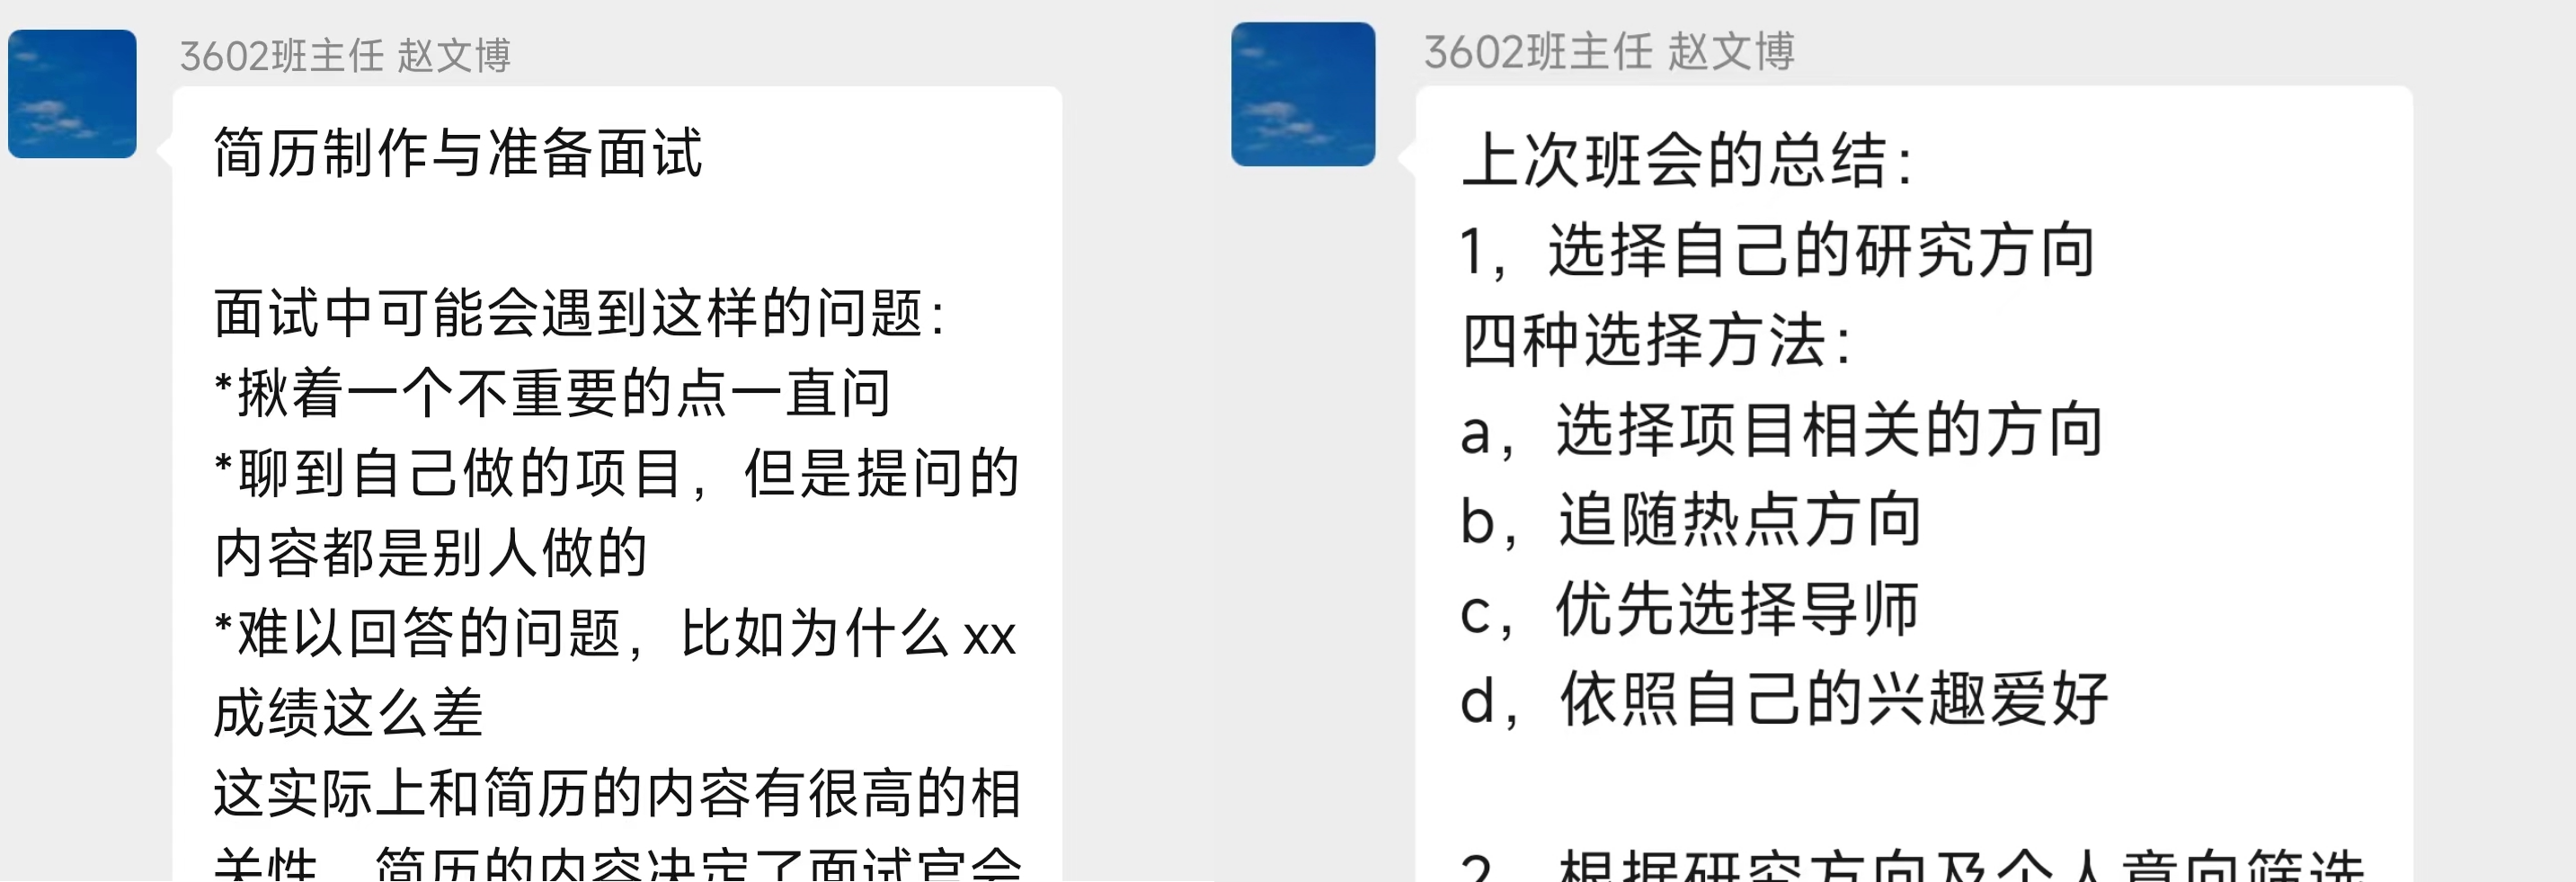 3602班主任 赵文博
简历制作与准备面试
面试中可能会遇到这样的问题：
*揪着一个不重要的点一直问
*聊到自己做的项目，但是提问的
内容都是别人做的
*难以回答的问题，比如为什么 xx
成绩这么差
这实际上和简历的内容有很高的相
关性，简历的内容决定了面试官会
3602班主任 赵文博
上次班会的总结：
1，选择自己的研究方向
四种选择方法：
a，选择项目相关的方向
b，追随热点方向
c，优先选择导师
d，依照自己的兴趣爱好
2，根据研究方向及个人意向筛选